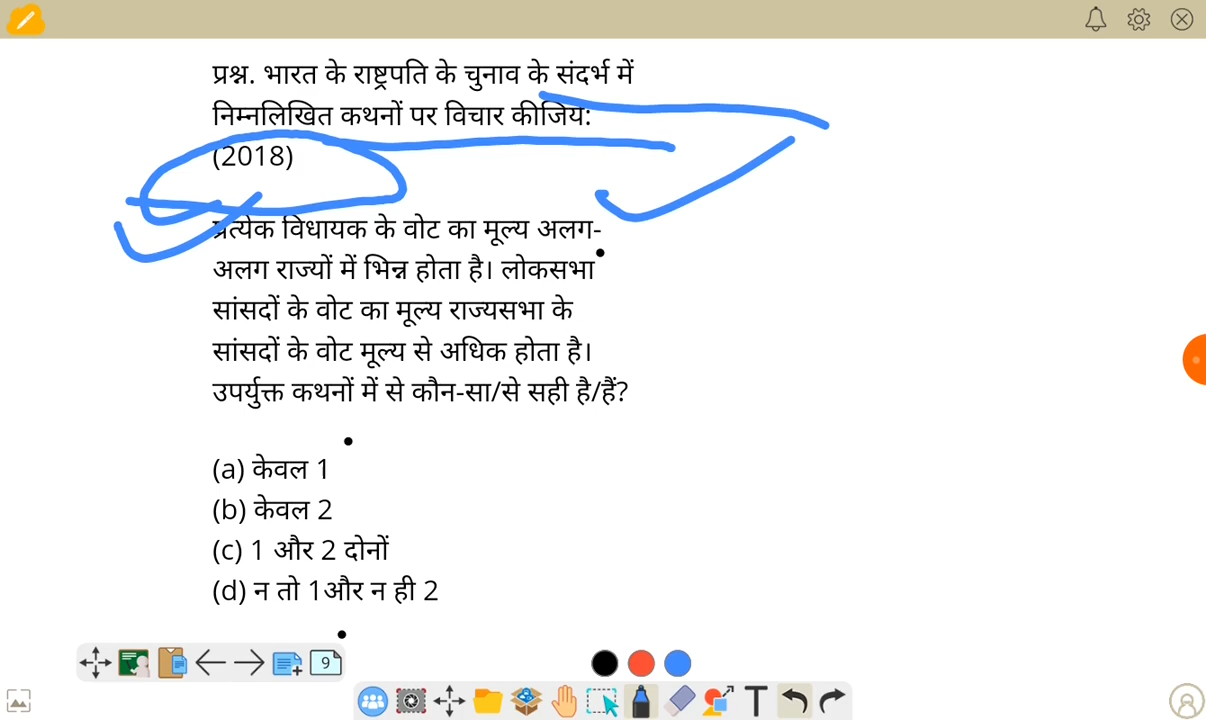 प्रश्न. भारत के राष्ट्रपति के चुनाव के संदर्भ में
निम्नलिखित कथनों पर विचार कीजिये:
(2018)
प्रत्येक विधायक के वोट का मूल्य अलग-
अलग राज्यों में भिन्न होता है। लोकसभा
सांसदों के वोट का मूल्य राज्यसभा के
सांसदों के वोट मूल्य से अधिक होता है।
उपर्युक्त कथनों में से कौन-सा/से सही है/हैं?
(a) केवल 1
(b) केवल 2
(c) 1 और 2 दोनों
(d) न तो 1और न ही 2
9
T